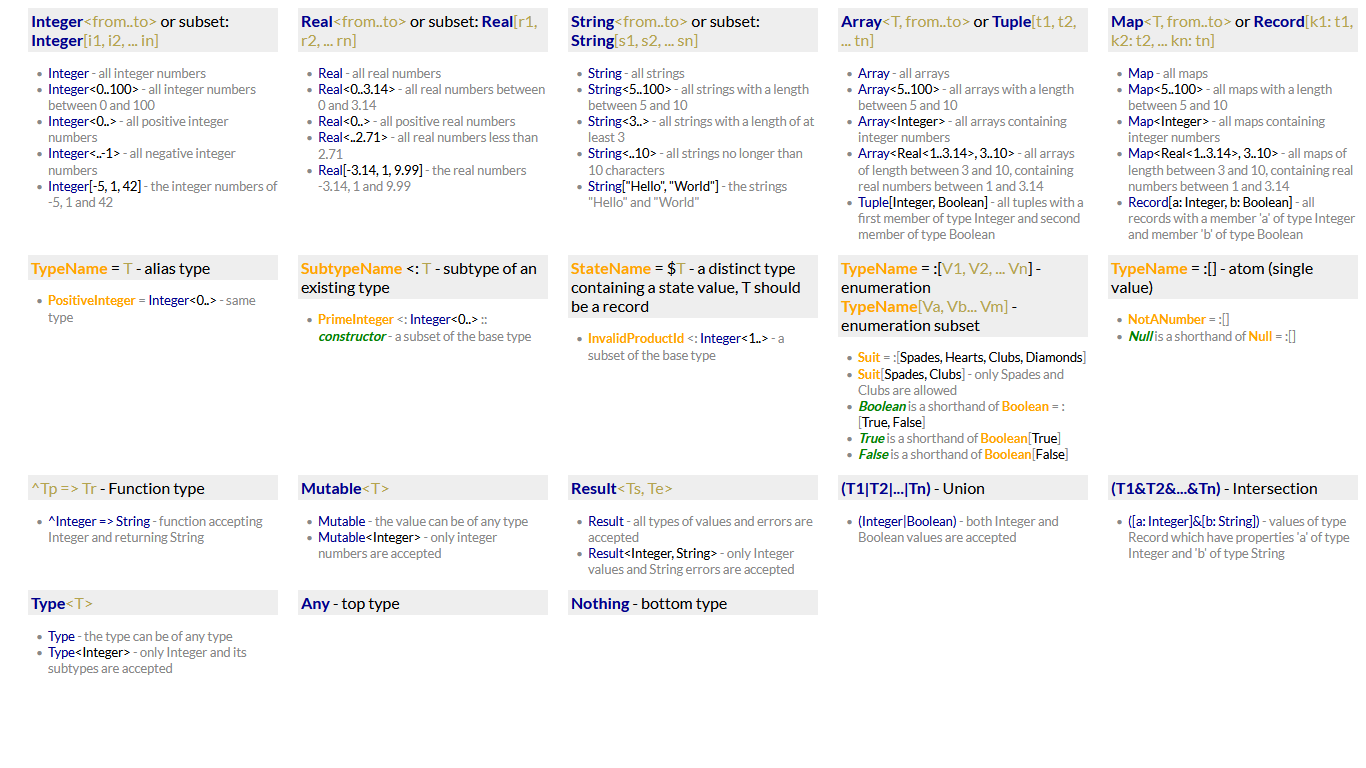 Integer<from..to> or subset:
Integer[i1, i2, ... in]
Integer - all integer numbers
Integer<0..100> - all integer numbers
between 0 and 100
Integer<0..> - all positive integer
numbers
Integer<..-1> - all negative integer
numbers
Integer[-5, 1, 42] - the integer numbers of
-5, 1 and 42
Real<from..to> or subset: Real[r1,
r2, ... rn]
Real - all real numbers
Real<0..3.14> - all real numbers between
0 and 3.14
Real<0..> - all positive real numbers
Real<..2.71> - all real numbers less than
2.71
Real[-3.14, 1, 9.99] - the real numbers
-3.14, 1 and 9.99
String<from..to> or subset:
String[s1, s2, ... sn]
String - all strings
String<5..100> - all strings with a length
between 5 and 10
String<3..> - all strings with a length of at
least 3
String<..10> - all strings no longer than
10 characters
String["Hello", "World"] - the strings
"Hello" and "World"
Array<T, from..to> or Tuple[t1, t2,
... tn]
Array - all arrays
Array<5..100> - all arrays with a length
between 5 and 10
Array<Integer> - all arrays containing
integer numbers
Array<Real<1..3.14>, 3..10> - all arrays
of length between 3 and 10, containing
real numbers between 1 and 3.14
Tuple[Integer, Boolean] - all tuples with a
first member of type Integer and second
member of type Boolean
Map<T, from..to> or Record[k1: t1,
k2: t2, ... kn: tn]
Map - all maps
Map<5..100> - all maps with a length
between 5 and 10
Map<Integer> - all maps containing
integer numbers
Map<Real<1..3.14>, 3..10> - all maps of
length between 3 and 10, containing real
numbers between 1 and 3.14
Record[a: Integer, b: Boolean] - all
records with a member 'a' of type Integer
and member 'b' of type Boolean
TypeName = T - alias type
PositiveInteger = Integer<0..> - same
type
SubtypeName <: T - subtype of an
existing type
PrimeInteger <: Integer<0..> ::
constructor - a subset of the base type
StateName = $T - a distinct type
containing a state value, T should
be a record
InvalidProductId <: Integer<1..> - a
subset of the base type
TypeName = :[V1, V2, ... Vn] -
enumeration
TypeName[Va, Vb... Vm] -
enumeration subset
Suit = :[Spades, Hearts, Clubs, Diamonds]
Suit[Spades, Clubs] - only Spades and
Clubs are allowed
Boolean is a shorthand of Boolean = :
[True, False]
True is a shorthand of Boolean[True]
False is a shorthand of Boolean[False]
TypeName = :[] - atom (single
value)
NotANumber = :[]
Null is a shorthand of Null = :[]
^Tp => Tr - Function type
^Integer => String - function accepting
Integer and returning String
Mutable<T>
Mutable - the value can be of any type
Mutable<Integer> - only integer
numbers are accepted
Result<Ts, Te>
Result - all types of values and errors are
accepted
Result<Integer, String> - only Integer
values and String errors are accepted
(T1|T2|...|Tn) - Union
(Integer|Boolean) - both Integer and
Boolean values are accepted
(T1&T2&...&Tn) - Intersection
([a: Integer]&[b: String]) - values of type
Record which have properties 'a' of type
Integer and 'b' of type String
Type<T>
Type - the type can be of any type
Type<Integer> - only Integer and its
subtypes are accepted
Any - top type
Nothing - bottom type